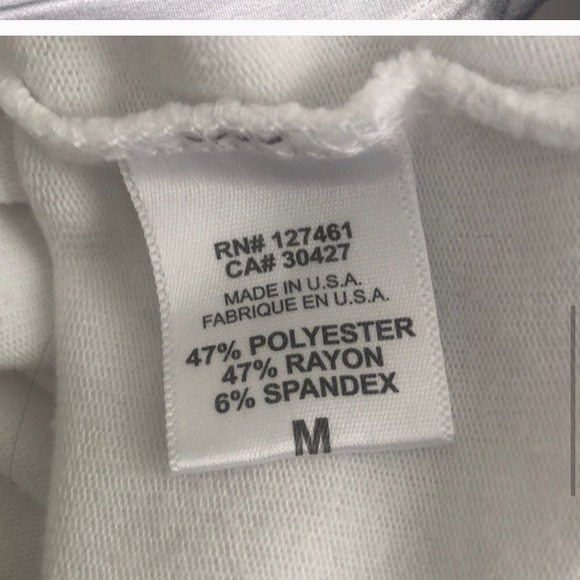 RN# 127461
CA# 30427
MADE IN U.S.A.
FABRIQUE EN U.S.A.
47% POLYESTER
47% RAYON
6% SPANDEX
M